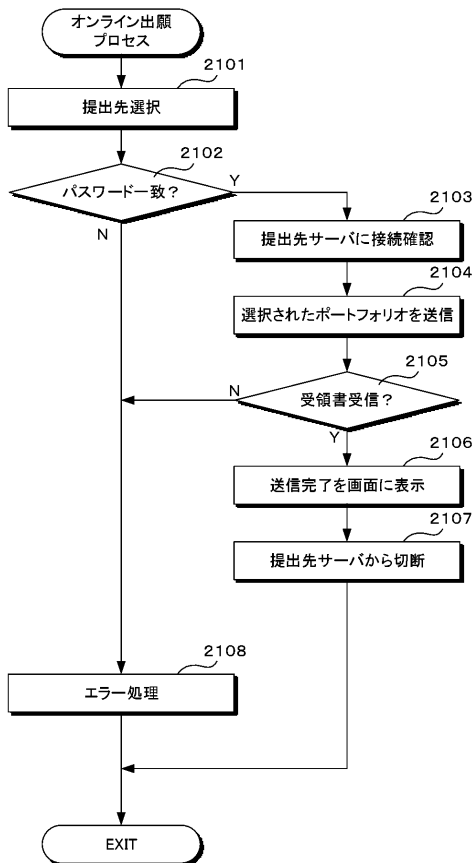 オンライン出願
プロセス
2101
提出先選択
2102
パスワード一致？
Y
N
2103
提出先サーバに接続確認
2104
選択されたポートフォリオを送信
2105
N
受領書受信？
Y
2106
送信完了を画面に表示
2107
提出先サーバから切断
2108
エラー処理
EXIT